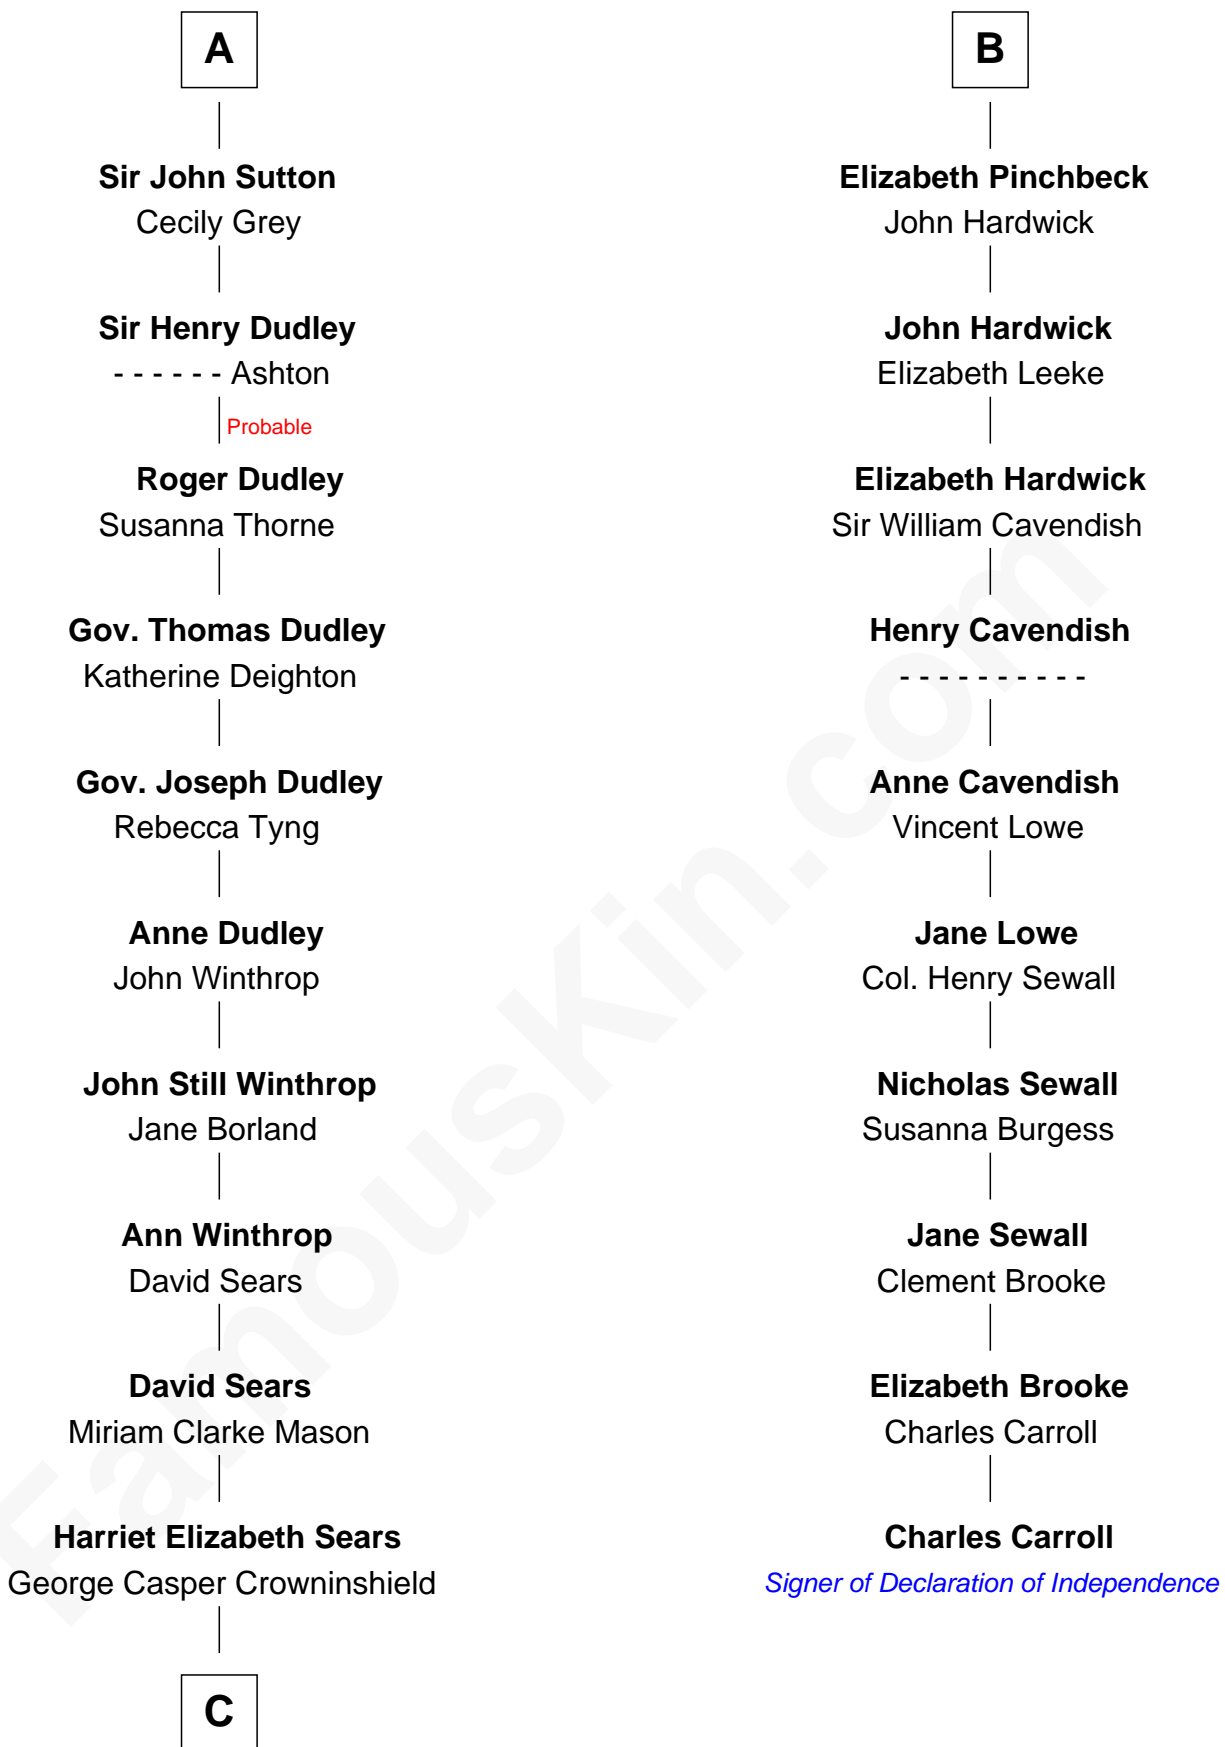 A
Sir John Sutton
Cecily Grey
Sir Henry Dudley
- - - - - - Ashton
Probable
Roger Dudley
Susanna Thorne
Gov. Thomas Dudley
Katherine Deighton
Gov. Joseph Dudley
Rebecca Tyng
Anne Dudley
John Winthrop
John Still Winthrop
Jane Borland
Ann Winthrop
David Sears
David Sears
Miriam Clarke Mason
Harriet Elizabeth Sears
George Casper Crowninshield
C
B
Elizabeth Pinchbeck
John Hardwick
John Hardwick
Elizabeth Leeke
Elizabeth Hardwick
Sir William Cavendish
Henry Cavendish
- - - - - - - - - -
Anne Cavendish
Vincent Lowe
Jane Lowe
Col. Henry Sewall
Nicholas Sewall
Susanna Burgess
Jane Sewall
Clement Brooke
Elizabeth Brooke
Charles Carroll
Charles Carroll
Signer of Declaration of Independence
FamousKin.com